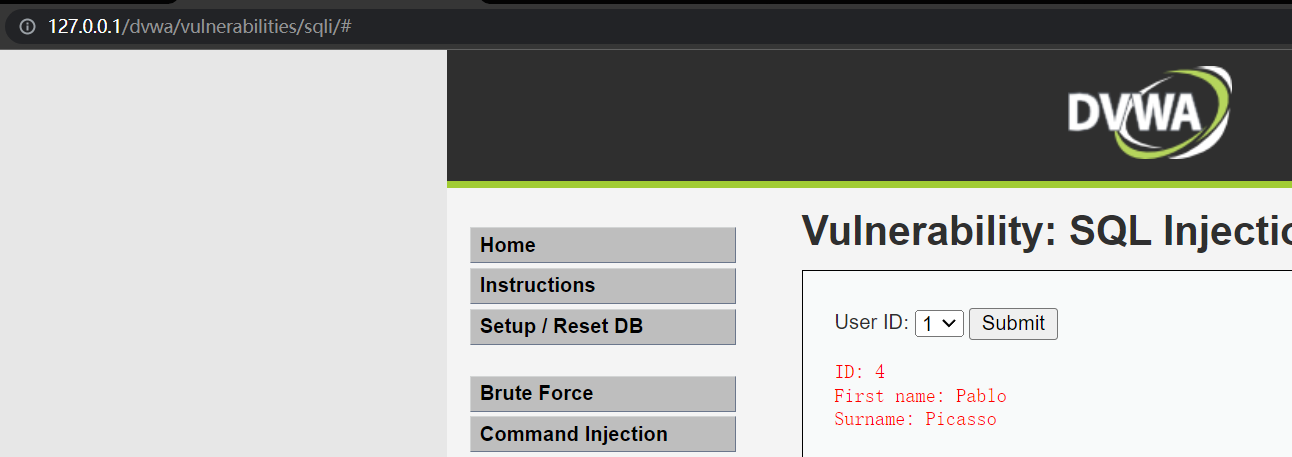 127.0.0.1/dvwa/vulnerabilities/sqli/#
DVWA
Home
Instructions
Setup / Reset DB
Brute Force
Command Injection
Vulnerability: SQL Injectio
User ID: 1 Submit
ID: 4
First name: Pablo
Surname: Picasso